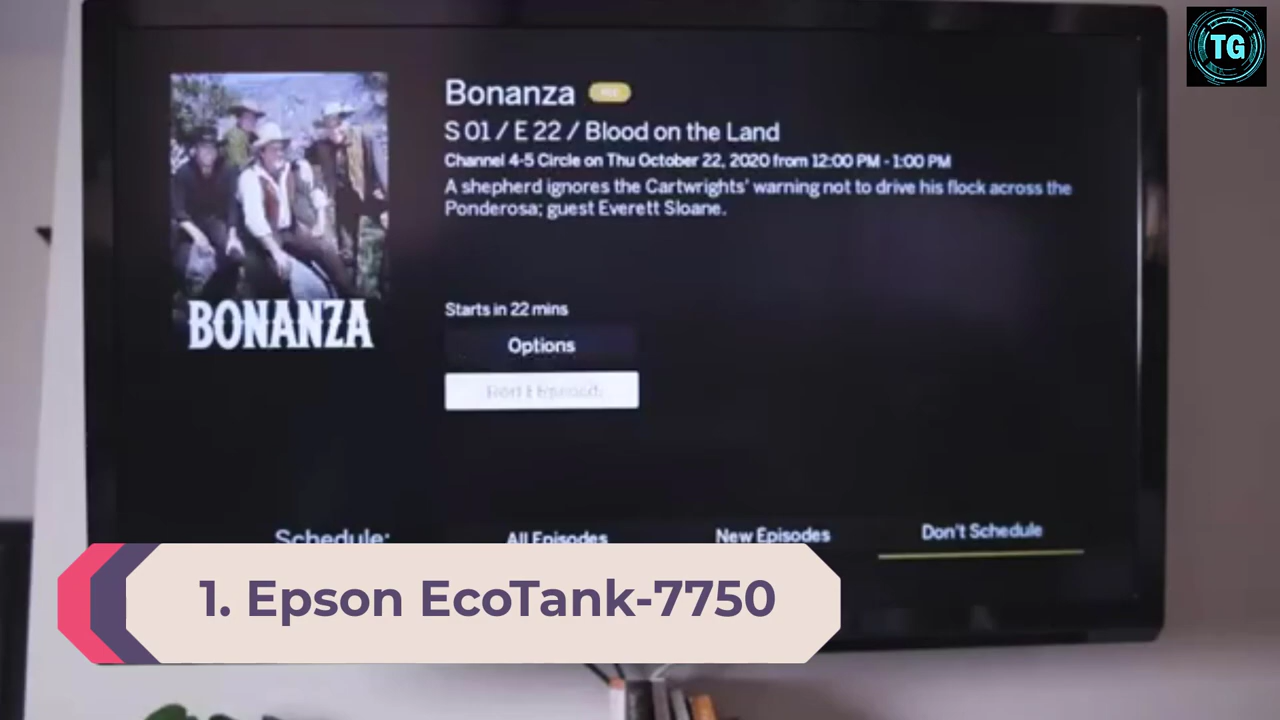 TG
Bonanza
S 01 / E 22 / Blood on the Land
Channel 4-5 Circle on Thu October 22, 2020 from 12:00 PM - 1:00 PM
A shepherd ignores the Cartwrights' warning not to drive his flock across the
Ponderosa; guest Everett Sloane.
BONANZA
Starts in 22 mins
Options
Schedule:
All Episodes
New Episodes
Don't Schedule
1. Epson EcoTank-7750